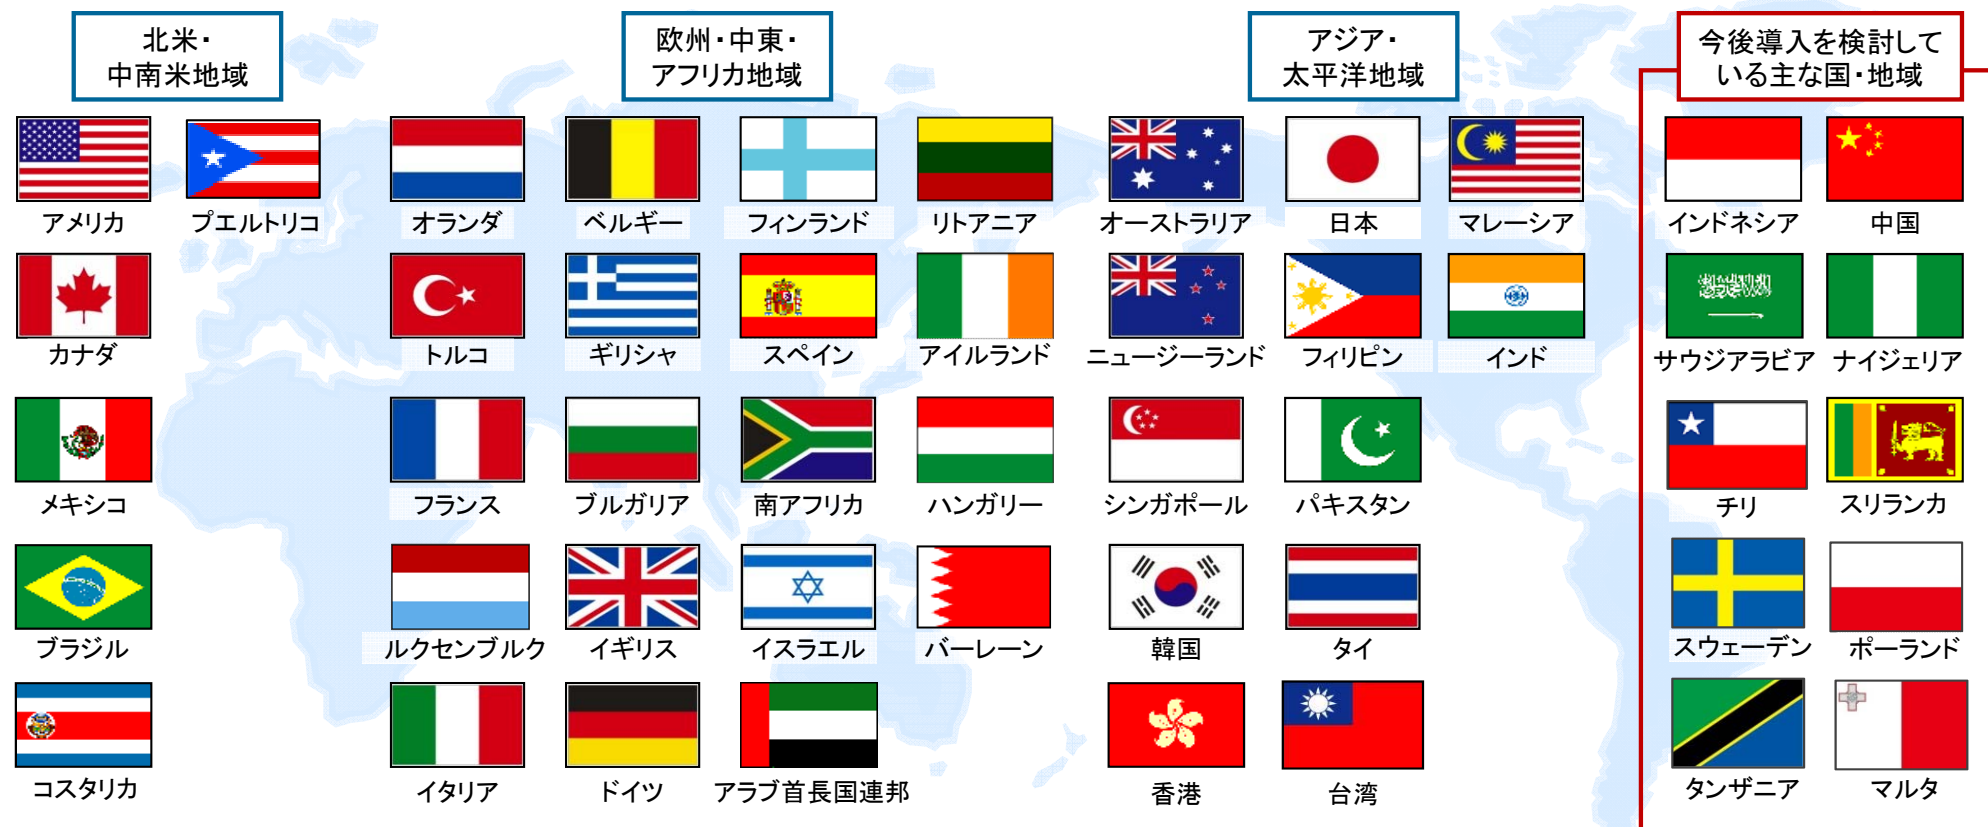 北米・
中南米地域
欧州・中東・
アフリカ地域
アジア・
太平洋地域
今後導入を検討して
いる主な国・地域
アメリカ
プエルトリコ
オランダ
ベルギー
フィンランド
リトアニア
オーストラリア
日本
マレーシア
インドネシア
中国
カナダ
トルコ
ギリシャ
スペイン
アイルランド
ニュージーランド
フィリピン
インド
サウジアラビア
ナイジェリア
メキシコ
フランス
ブルガリア
南アフリカ
ハンガリー
シンガポール
パキスタン
チリ
スリランカ
ブラジル
ルクセンブルク
イギリス
イスラエル
バーレーン
韓国
タイ
スウェーデン
ポーランド
コスタリカ
イタリア
ドイツ
アラブ首長国連邦
香港
台湾
タンザニア
マルタ